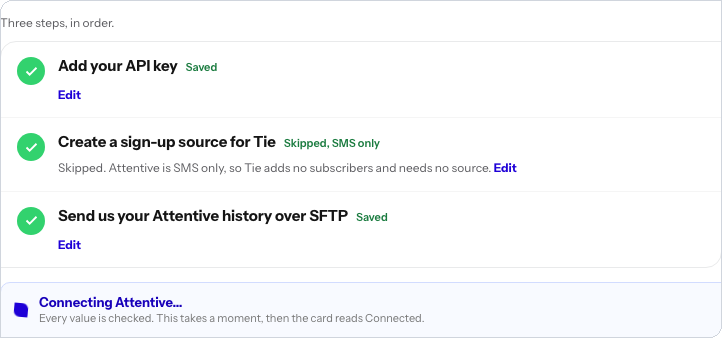 Three steps, in order.
Add your API key Saved
Edit
Create a sign-up source for Tie Skipped, SMS only
Skipped. Attentive is SMS only, so Tie adds no subscribers and needs no source. Edit
Send us your Attentive history over SFTP Saved
Edit
Connecting Attentive...
Every value is checked. This takes a moment, then the card reads Connected.